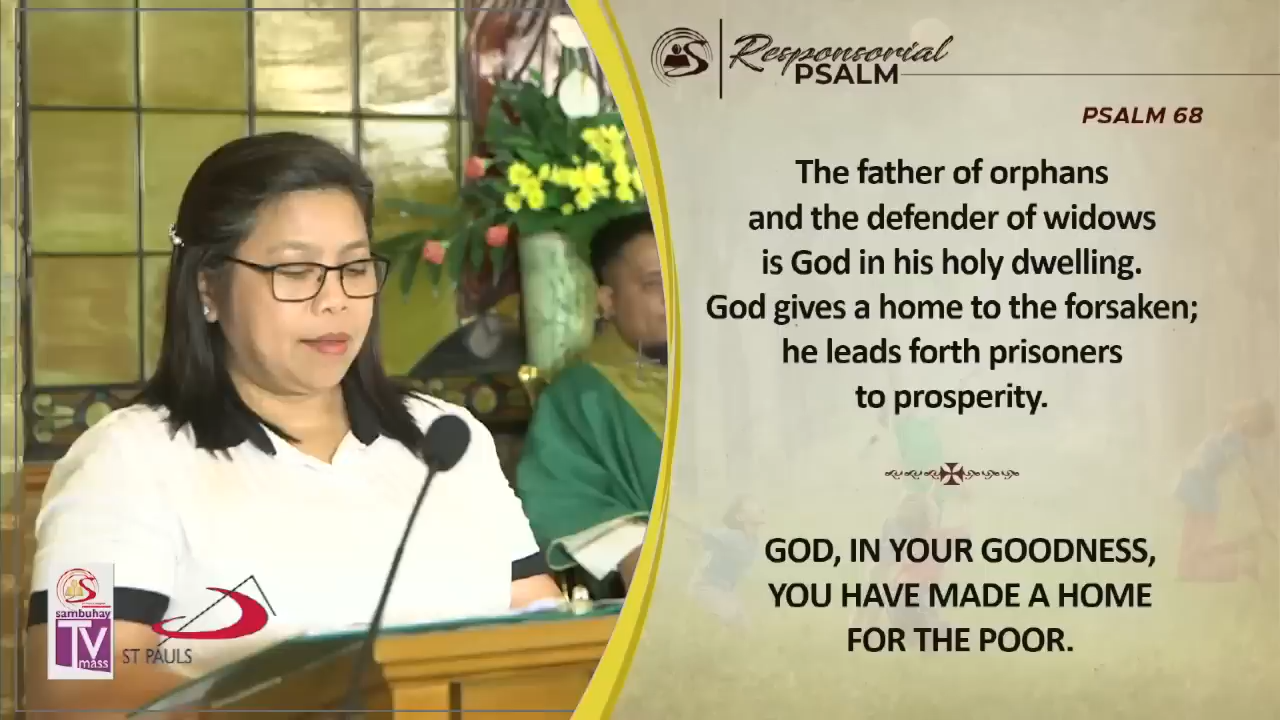 Responsorial
PSALM
PSALM 68
The father of orphans
and the defender of widows
is God in his holy dwelling.
God gives a home to the forsaken;
he leads forth prisoners
to prosperity.
GOD, IN YOUR GOODNESS,
YOU HAVE MADE A HOME
FOR THE POOR.
sambuhay
TV
mass
ST PAULS